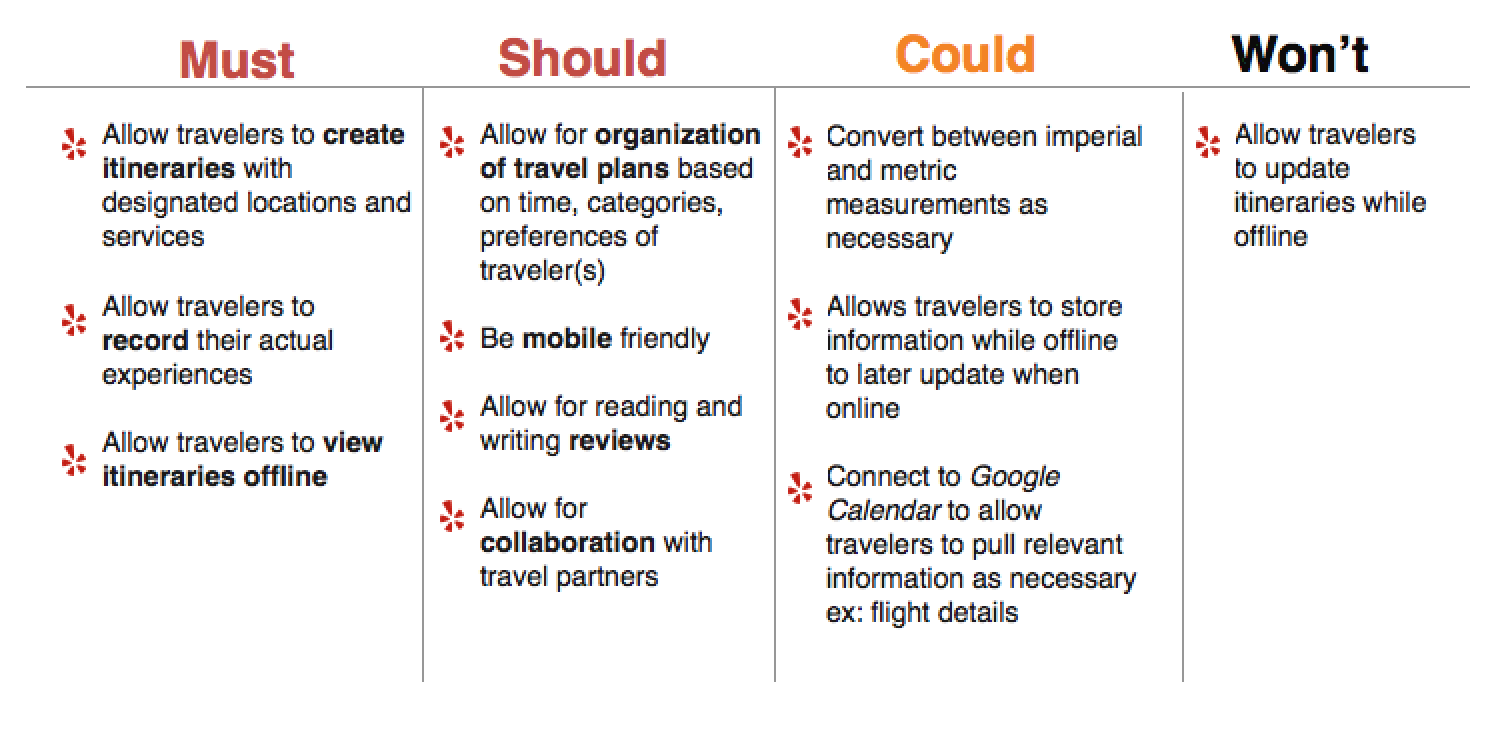 Must
Should
Could
Won't
Allow travelers to create
itineraries with
designated locations and
services
Allow travelers to
record their actual
experiences
Allow travelers to view
itineraries offline
Allow for organization
of travel plans based
on time, categories,
preferences of
traveler(s)
Be mobile friendly
Allow for reading and
writing reviews
Allow for
collaboration with
travel partners
Convert between imperial
and metric
measurements as
necessary
Allows travelers to store
information while offline
to later update when
online
Connect to Google
Calendar to allow
travelers to pull relevant
information as necessary
ex: flight details
Allow travelers
to update
itineraries while
offline